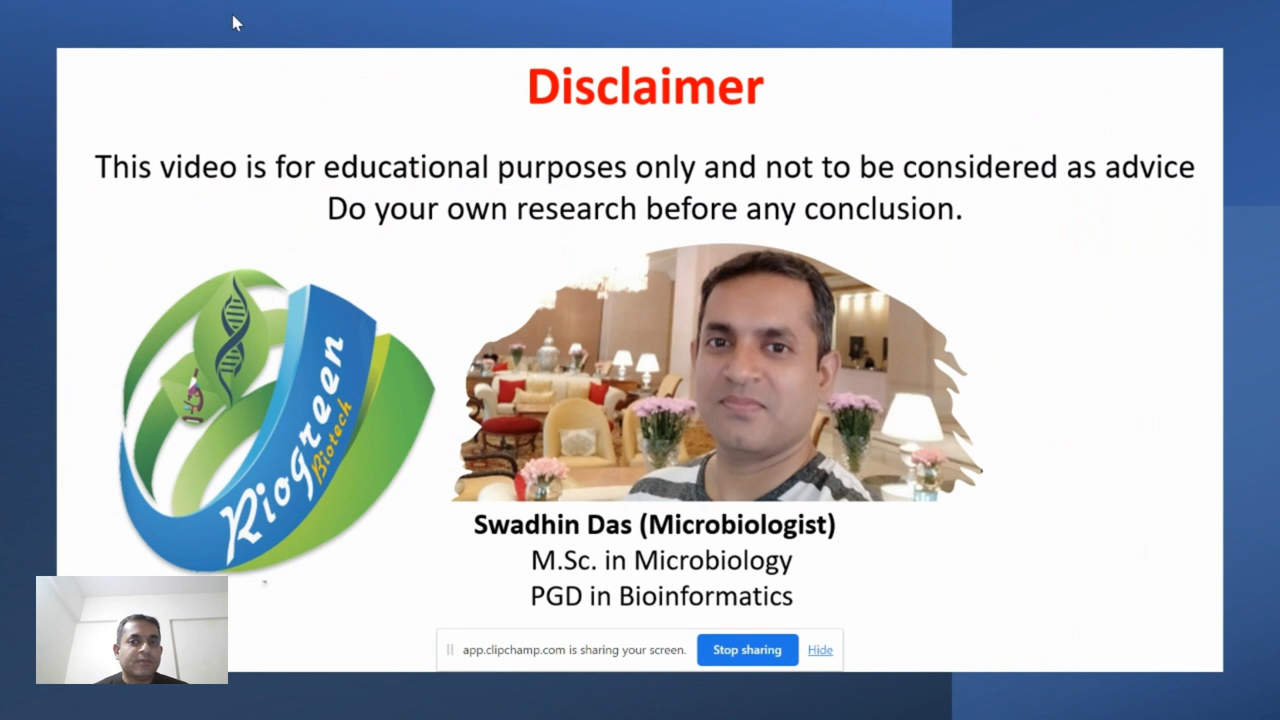 Disclaimer
This video is for educational purposes only and not to be considered as advice
Do your own research before any conclusion.
Riogreen
Biotech
Swadhin Das (Microbiologist)
M.Sc. in Microbiology
PGD in Bioinformatics
app.clipchamp.com is sharing your screen. Stop sharing Hide